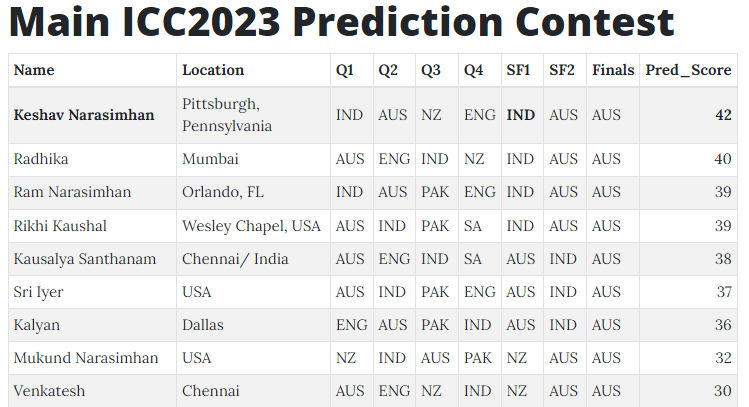 Main ICC2023 Prediction Contest
Name Location Q1 Q2 Q3 Q4 SF1 SF2 Finals Pred_Score
Keshav Narasimhan Pittsburgh, Pennsylvania IND AUS NZ ENG IND AUS AUS 42
Radhika Mumbai AUS ENG IND NZ IND AUS AUS 40
Ram Narasimhan Orlando, FL IND AUS PAK ENG IND AUS AUS 39
Rikhi Kaushal Wesley Chapel, USA AUS IND PAK SA IND AUS AUS 39
Kausalya Santhanam Chennai/ India AUS ENG IND SA AUS IND AUS 38
Sri Iyer USA AUS IND PAK ENG AUS IND AUS 37
Kalyan Dallas ENG AUS PAK IND AUS IND AUS 36
Mukund Narasimhan USA NZ IND AUS PAK NZ AUS AUS 32
Venkatesh Chennai AUS ENG NZ IND NZ AUS AUS 30